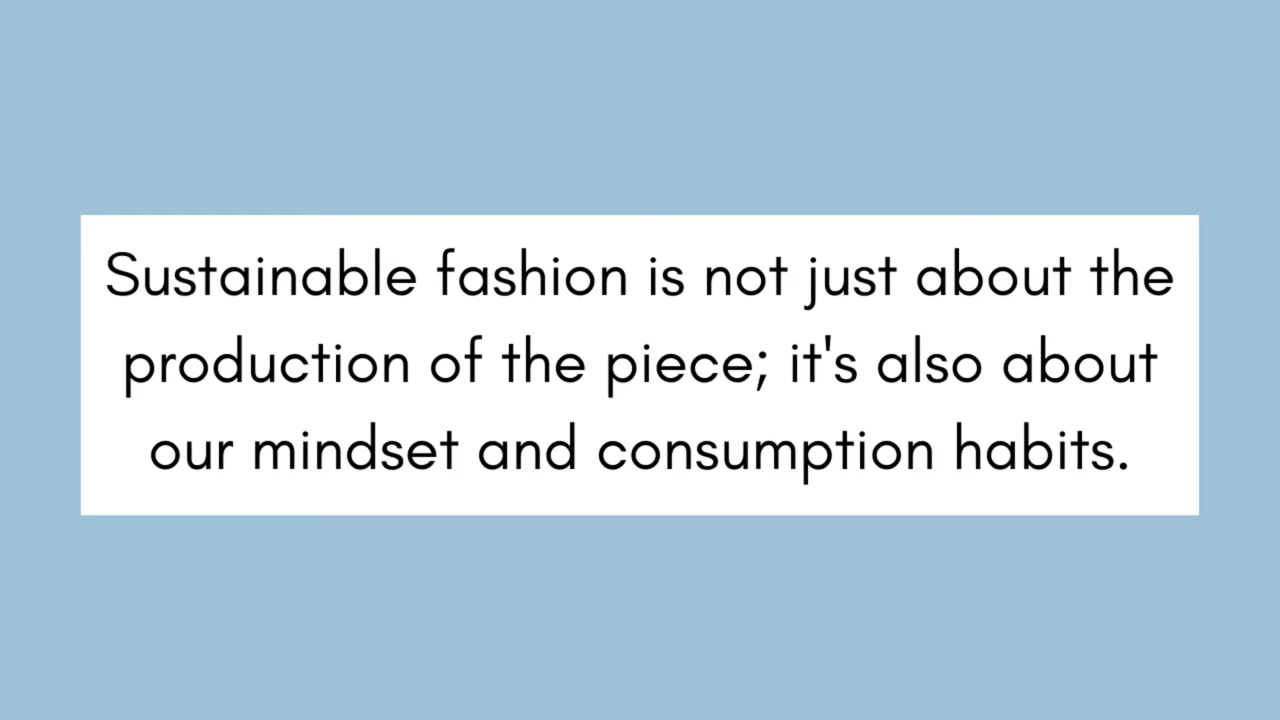 Sustainable fashion is not just about the
production of the piece; it's also about
our mindset and consumption habits.